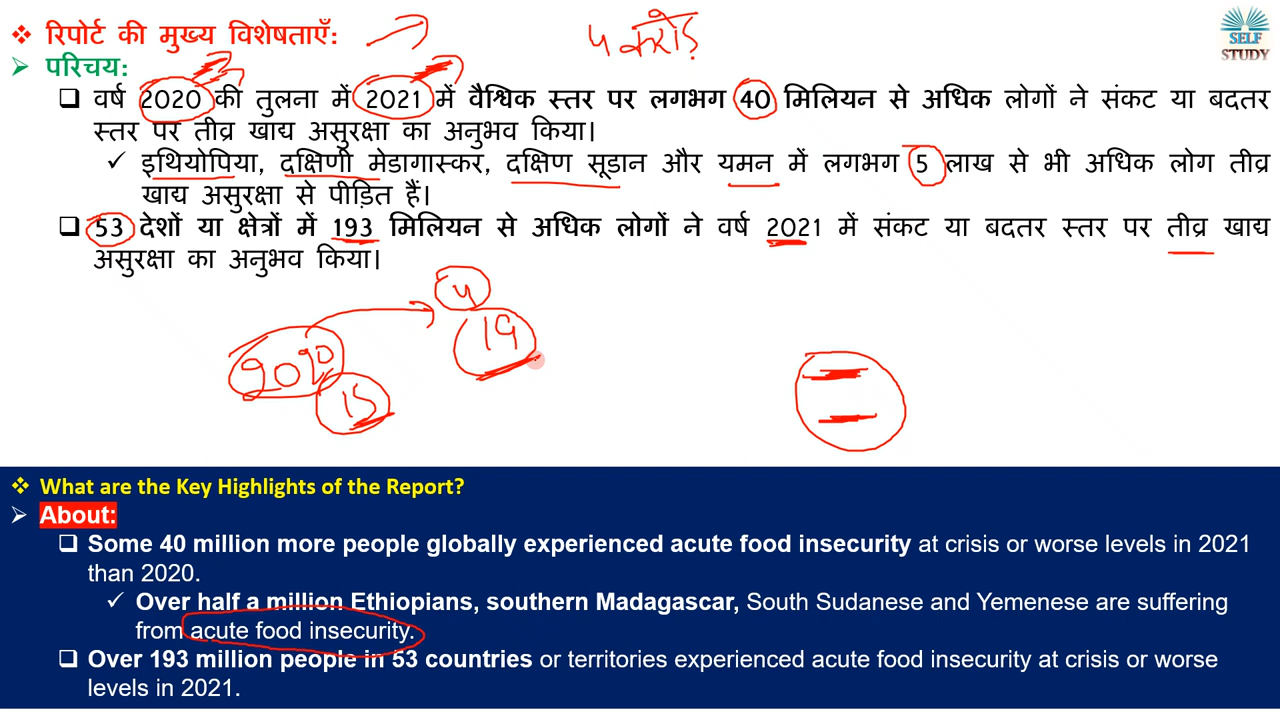 ❖ रिपोर्ट की मुख्य विशेषताएँ:
५ करोड़
SELF
STUDY
➢ परिचय:
❑ वर्ष 2020 की तुलना में 2021 में वैश्विक स्तर पर लगभग 40 मिलियन से अधिक लोगों ने संकट या बदतर
स्तर पर तीव्र खाद्य असुरक्षा का अनुभव किया।
✓ इथियोपिया, दक्षिणी मेडागास्कर, दक्षिण सूडान और यमन में लगभग 5 लाख से भी अधिक लोग तीव्र
खाद्य असुरक्षा से पीड़ित हैं।
❑ 53 देशों या क्षेत्रों में 193 मिलियन से अधिक लोगों ने वर्ष 2021 में संकट या बदतर स्तर पर तीव्र खाद्य
असुरक्षा का अनुभव किया।
19
15
❖ What are the Key Highlights of the Report?
➢ About:
❑ Some 40 million more people globally experienced acute food insecurity at crisis or worse levels in 2021
than 2020.
✓ Over half a million Ethiopians, southern Madagascar, South Sudanese and Yemenese are suffering
from acute food insecurity.
❑ Over 193 million people in 53 countries or territories experienced acute food insecurity at crisis or worse
levels in 2021.